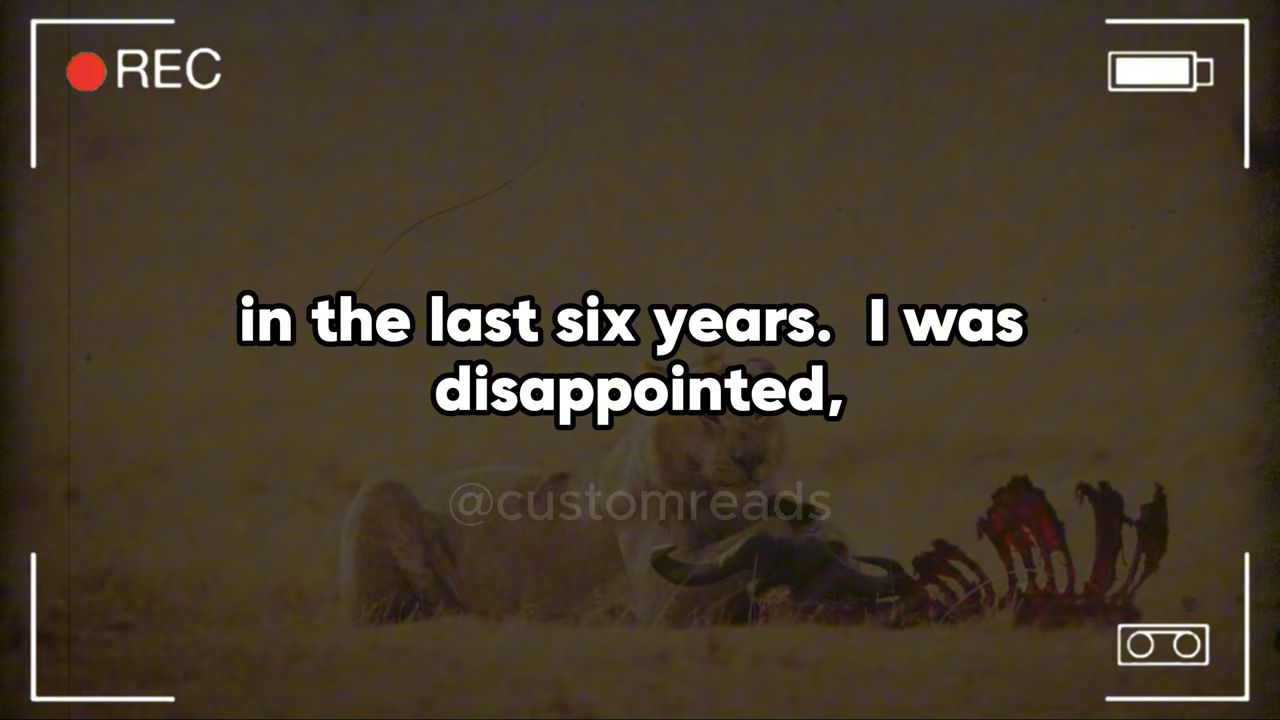 REC
in the last six years.  I was
disappointed,
@customreads